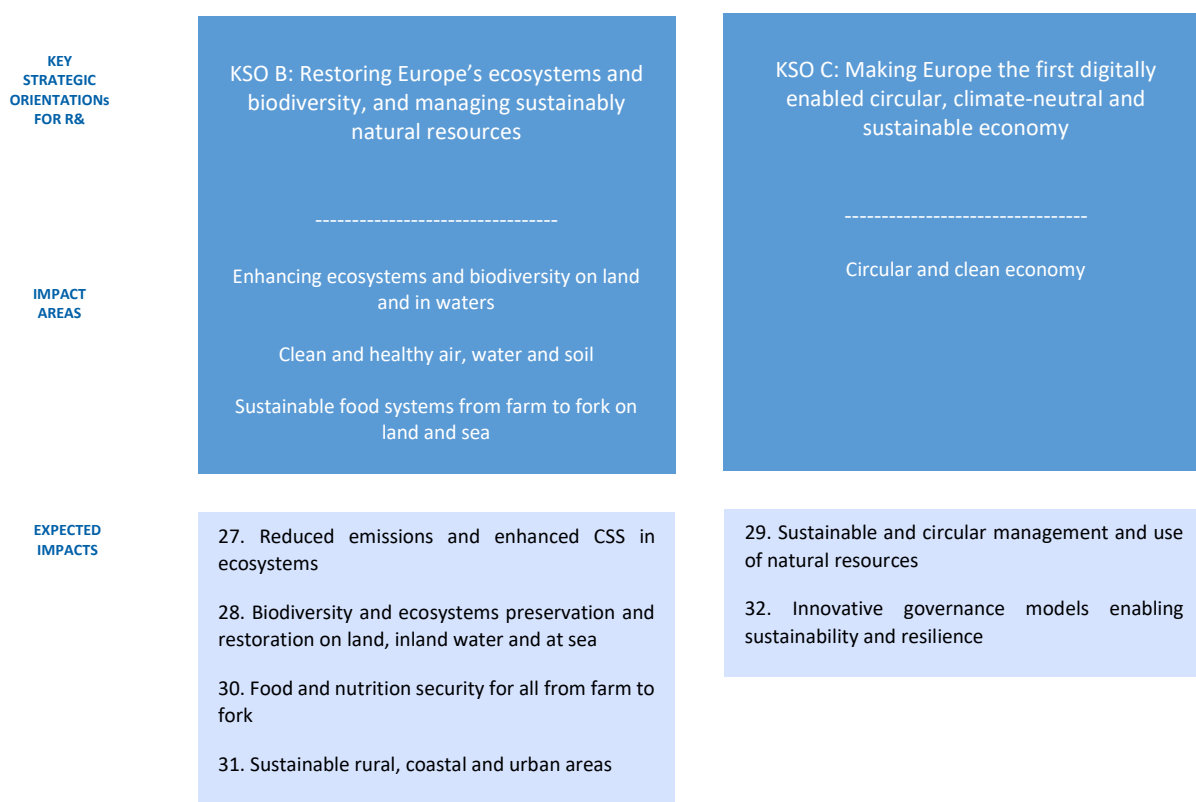 KEY
STRATEGIC
ORIENTATIONs
FOR R&
KSO B: Restoring Europe's ecosystems and
biodiversity, and managing sustainably
natural resources
KSO C: Making Europe the first digitally
enabled circular, climate-neutral and
sustainable economy
---------------------------------
---------------------------------
IMPACT
AREAS
Enhancing ecosystems and biodiversity on land
and in waters
Clean and healthy air, water and soil
Sustainable food systems from farm to fork on
land and sea
Circular and clean economy
EXPECTED
IMPACTS
27. Reduced emissions and enhanced CSS in
ecosystems
28. Biodiversity and ecosystems preservation and
restoration on land, inland water and at sea
30. Food and nutrition security for all from farm to
fork
31. Sustainable rural, coastal and urban areas
29. Sustainable and circular management and use
of natural resources
32. Innovative governance models enabling
sustainability and resilience